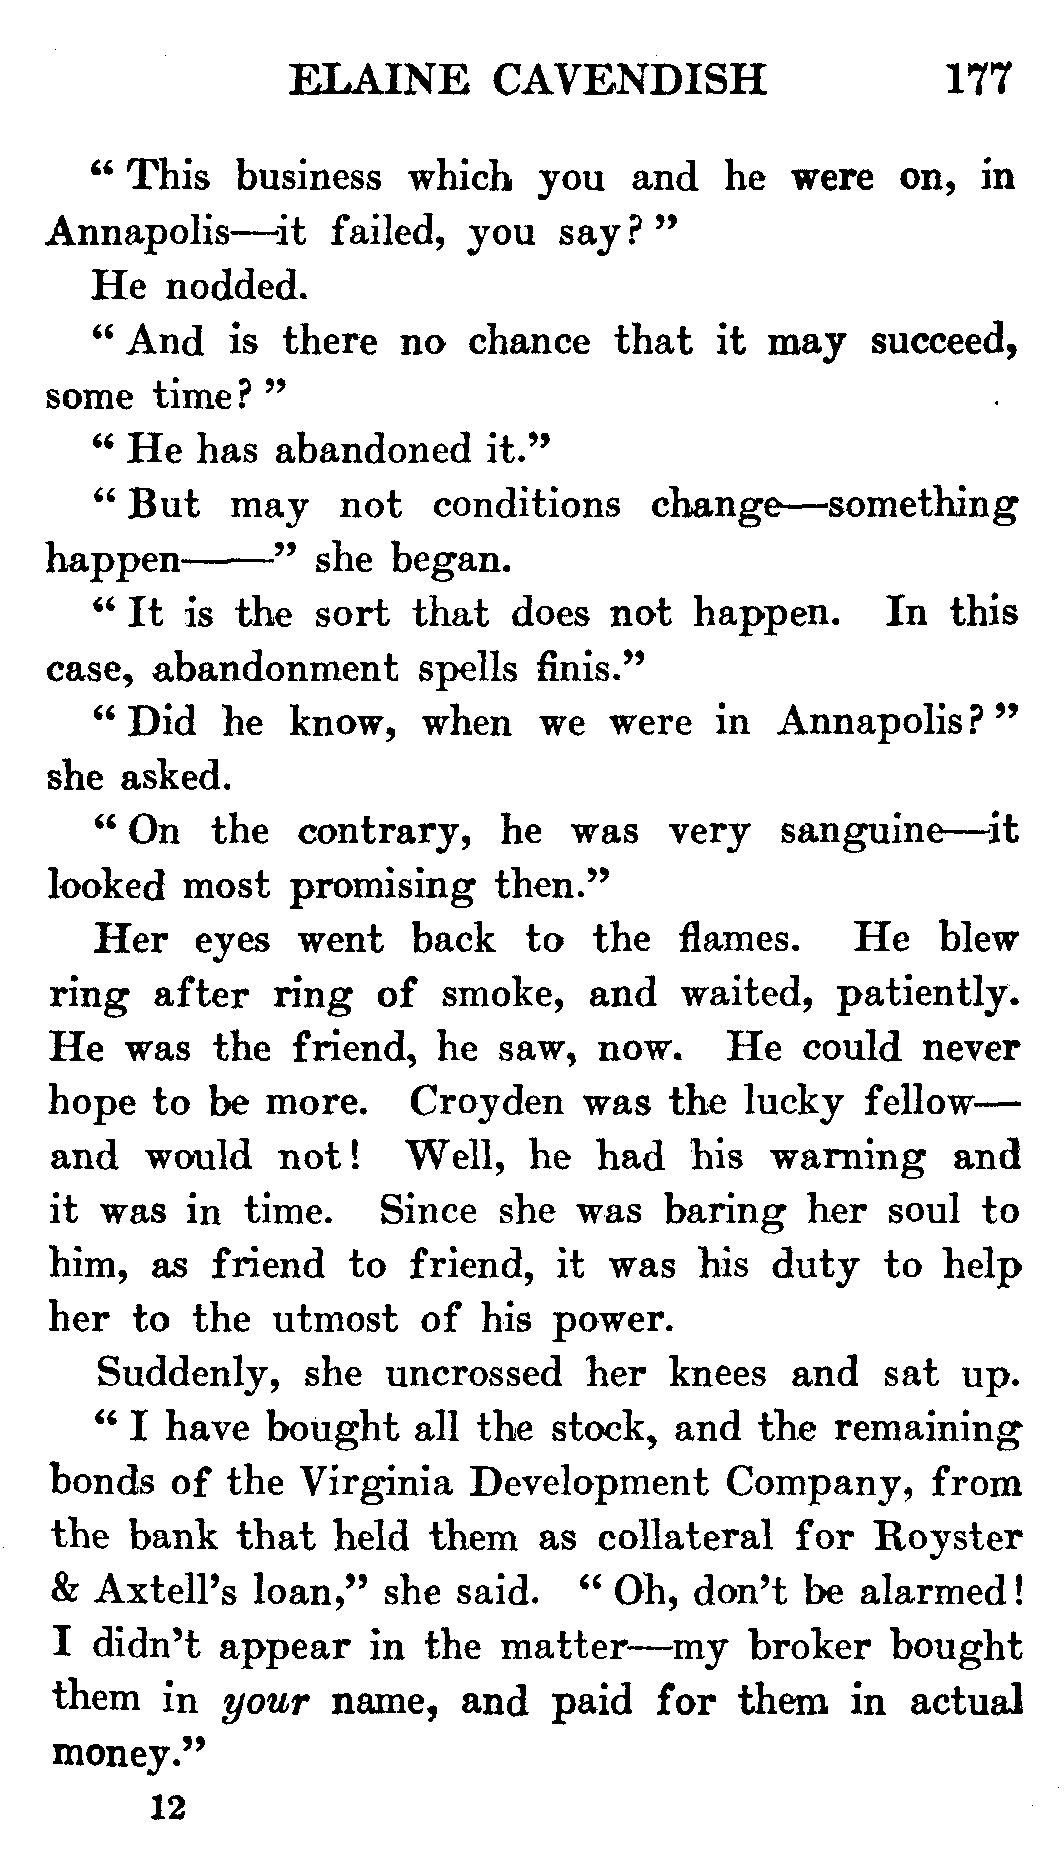 ELAINE CAVENDISH 177
“ This business which you and he were on, in
Annapolis—it failed, you say? ”
He nodded.
“ And is there no chance that it may succeed,
some time? ”
“ He has abandoned it.”
“ But may not conditions change—something
happen——” she began.
“ It is the sort that does not happen. In this
case, abandonment spells finis.”
“ Did he know, when we were in Annapolis? ”
she asked.
“ On the contrary, he was very sanguine—it
looked most promising then.”
Her eyes went back to the flames. He blew
ring after ring of smoke, and waited, patiently.
He was the friend, he saw, now. He could never
hope to be more. Croyden was the lucky fellow—
and would not! Well, he had his warning and
it was in time. Since she was baring her soul to
him, as friend to friend, it was his duty to help
her to the utmost of his power.
Suddenly, she uncrossed her knees and sat up.
“ I have bought all the stock, and the remaining
bonds of the Virginia Development Company, from
the bank that held them as collateral for Royster
& Axtell’s loan,” she said. “ Oh, don’t be alarmed!
I didn’t appear in the matter—my broker bought
them in your name, and paid for them in actual
money.”
12